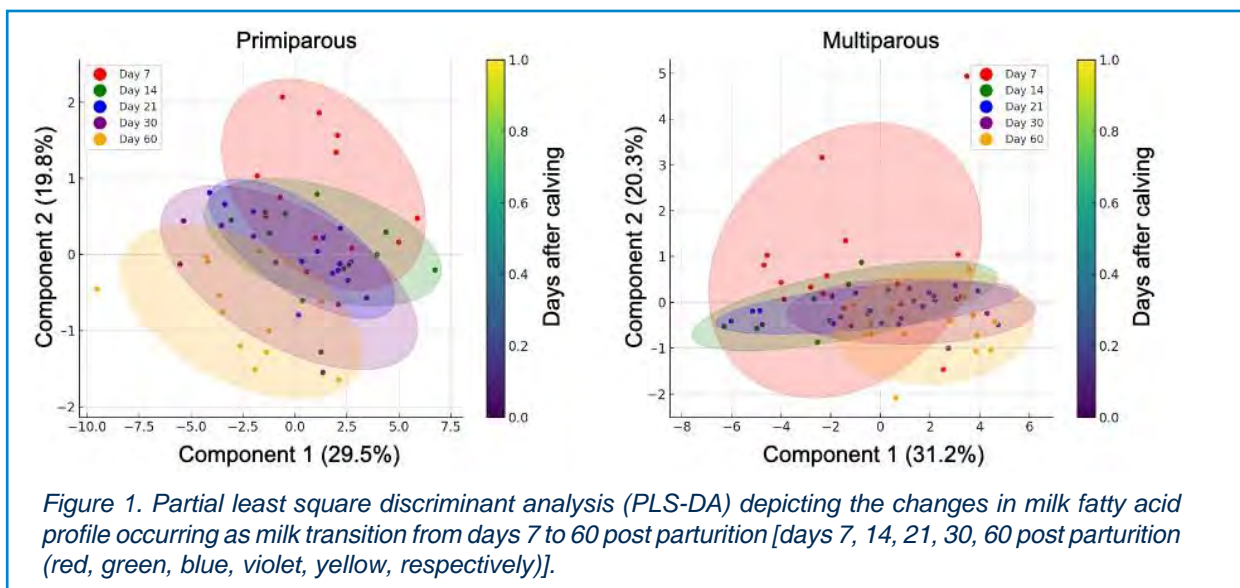 Primiparous
Day 7
Day 14
Day 21
Day 30
Day 60
2
1
0
−1
−2
−10.0 −7.5 −5.0 −2.5 0.0 2.5 5.0 7.5
Component 2 (19.8%)
Component 1 (29.5%)
1.0
0.8
0.6
0.4
0.2
0.0
Days after calving
Multiparous
Day 7
Day 14
Day 21
Day 30
Day 60
5
4
3
2
1
0
−1
−2
−8 −6 −4 −2 0 2 4 6
Component 2 (20.3%)
Component 1 (31.2%)
1.0
0.8
0.6
0.4
0.2
0.0
Days after calving
Figure 1. Partial least square discriminant analysis (PLS-DA) depicting the changes in milk fatty acid
profile occurring as milk transition from days 7 to 60 post parturition [days 7, 14, 21, 30, 60 post parturition
(red, green, blue, violet, yellow, respectively)].